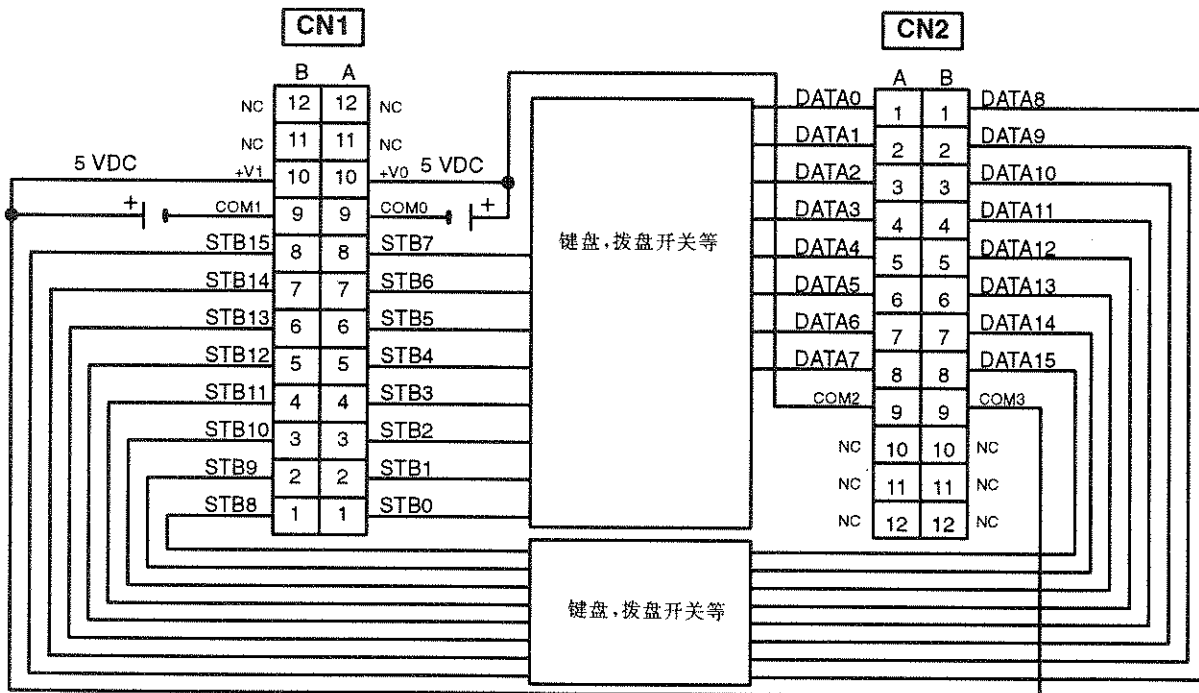 CN1
CN2
B A
A B
NC 12 12 NC
DATA0 1 1 DATA8
NC 11 11 NC
DATA1 2 2 DATA9
5 VDC +V1 10 10 +V0 5 VDC
DATA2 3 3 DATA10
+ COM1 9 9 COM0 +
DATA3 4 4 DATA11
STB15 8 8 STB7
键盘,拨盘开关等
DATA4 5 5 DATA12
STB14 7 7 STB6
DATA5 6 6 DATA13
STB13 6 6 STB5
DATA6 7 7 DATA14
STB12 5 5 STB4
DATA7 8 8 DATA15
STB11 4 4 STB3
COM2 9 9 COM3
STB10 3 3 STB2
NC 10 10 NC
STB9 2 2 STB1
NC 11 11 NC
STB8 1 1 STB0
NC 12 12 NC
键盘,拨盘开关等